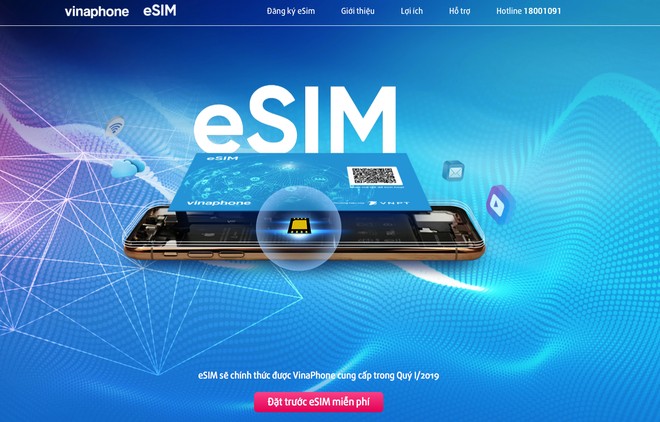 vinaphone eSIM
Đăng ký eSim Giới thiệu Lợi ích Hỗ trợ Hotline 18001091
eSIM
eSIM
vinaphone
VNPT
eSIM sẽ chính thức được VinaPhone cung cấp trong Quý I/2019
Đặt trước eSIM miễn phí